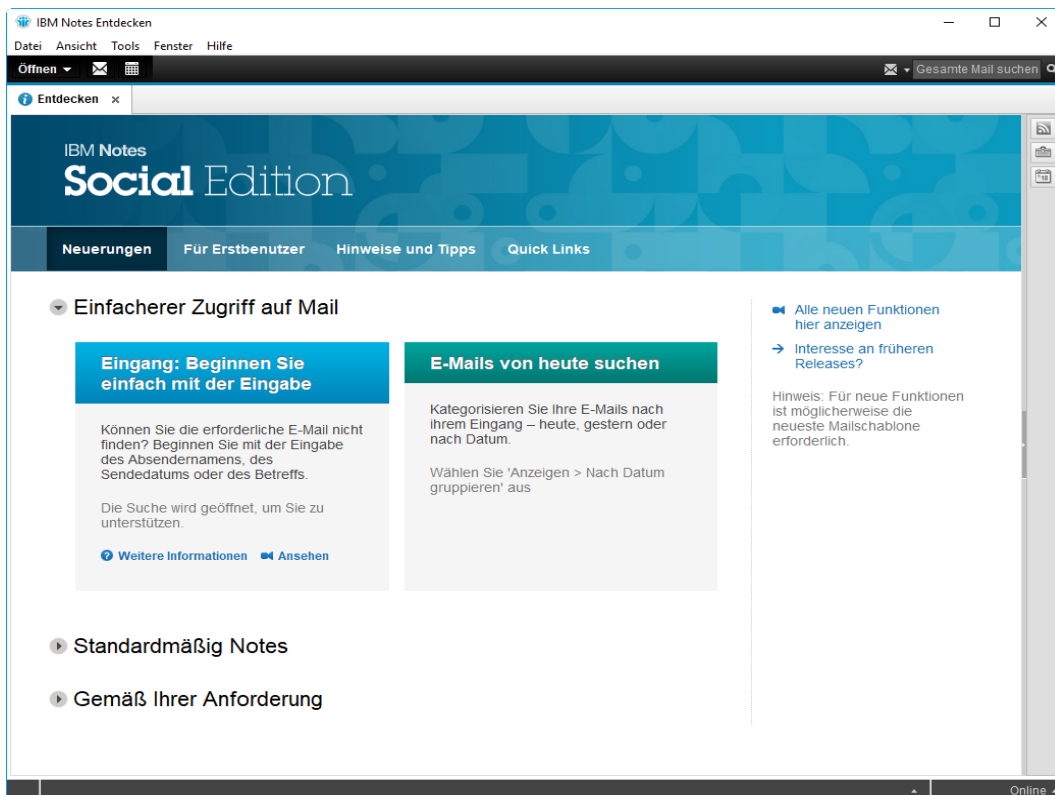 IBM Notes Entdecken
Datei Ansicht Tools Fenster Hilfe
Öffnen
Gesamte Mail suchen
Entdecken
IBM Notes
Social Edition
Neuerungen Für Erstbenutzer Hinweise und Tipps Quick Links
Einfacherer Zugriff auf Mail
Eingang: Beginnen Sie
einfach mit der Eingabe
Können Sie die erforderliche E-Mail nicht
finden? Beginnen Sie mit der Eingabe
des Absendernamens, des
Sendedatums oder des Betreffs.
Die Suche wird geöffnet, um Sie zu
unterstützen.
Weitere Informationen Ansehen
E-Mails von heute suchen
Kategorisieren Sie Ihre E-Mails nach
ihrem Eingang – heute, gestern oder
nach Datum.
Wählen Sie 'Anzeigen > Nach Datum
gruppieren' aus
Alle neuen Funktionen
hier anzeigen
Interesse an früheren
Releases?
Hinweis: Für neue Funktionen
ist möglicherweise die
neueste Mailschablone
erforderlich.
Standardmäßig Notes
Gemäß Ihrer Anforderung
Online